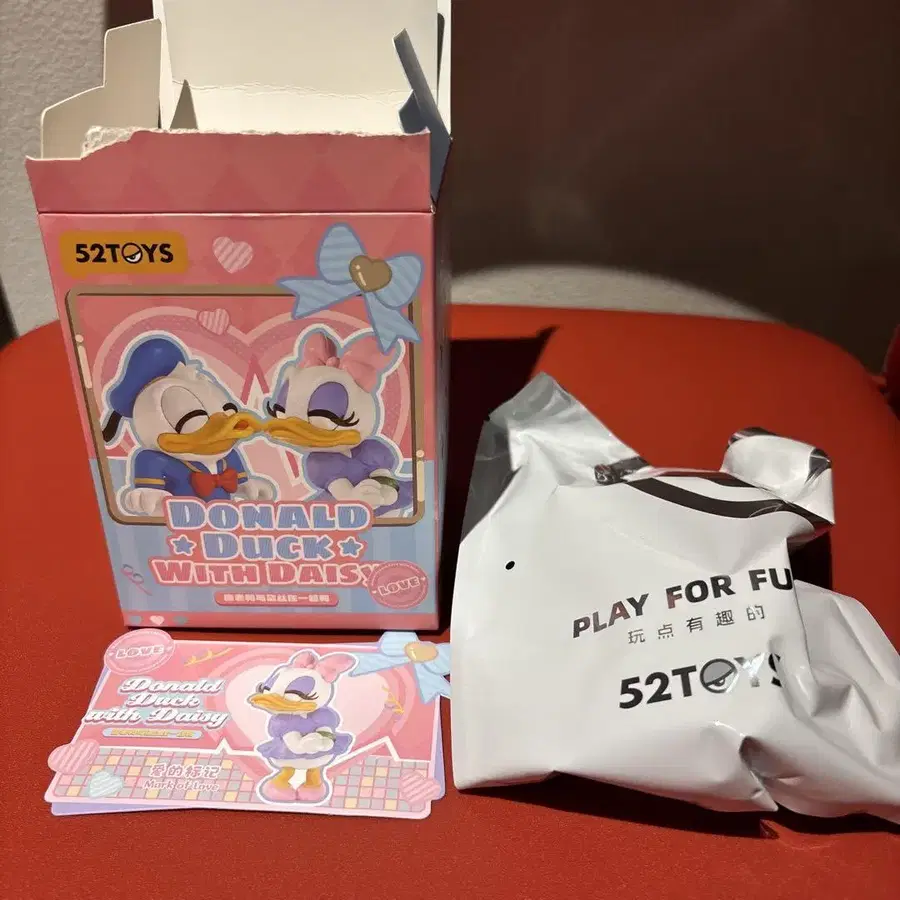 52TOYS
DONALD
DUCK
WITH DAISY
LOVE
LOVE
Donald
Duck
with Daisy
爱的标记
Mark of Love
PLAY FOR FU
玩点有趣的
52TOYS